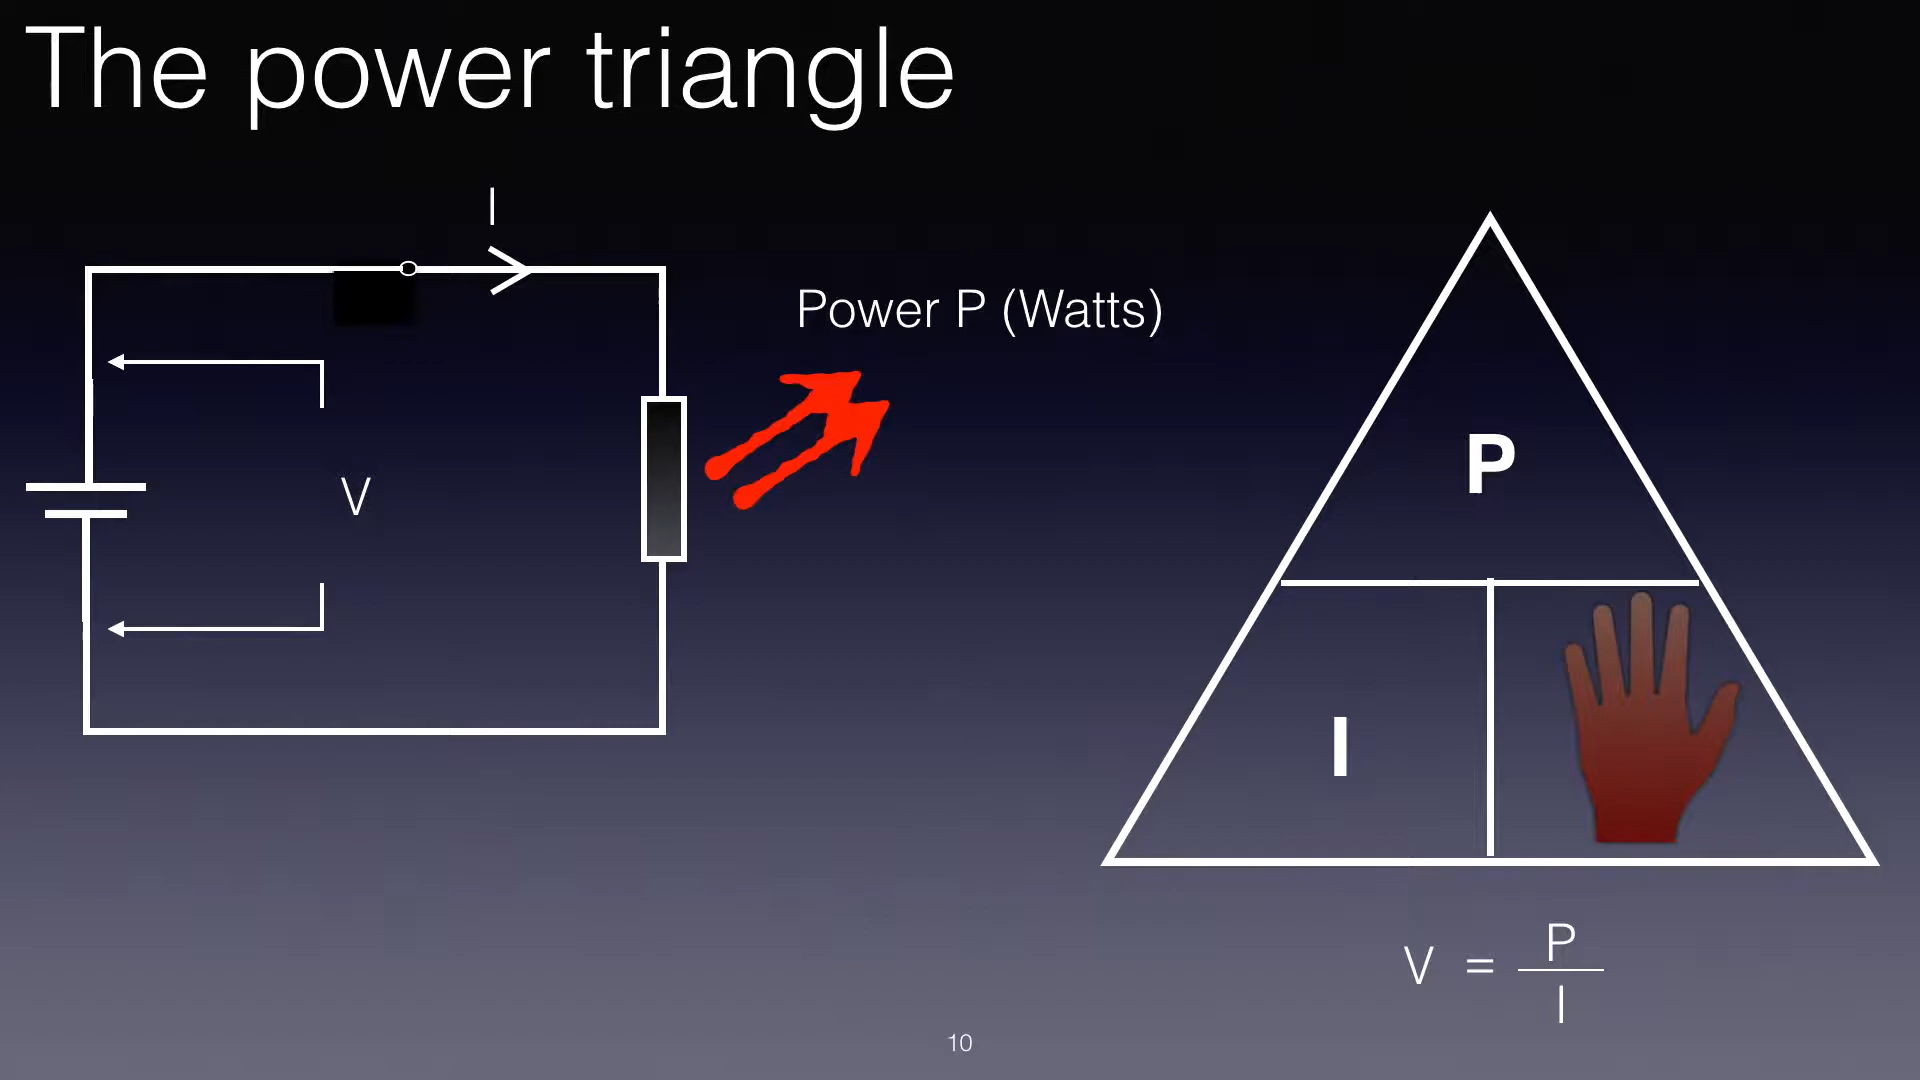 The power triangle
I
Power P (Watts)
V
P
I
V = P
I
10